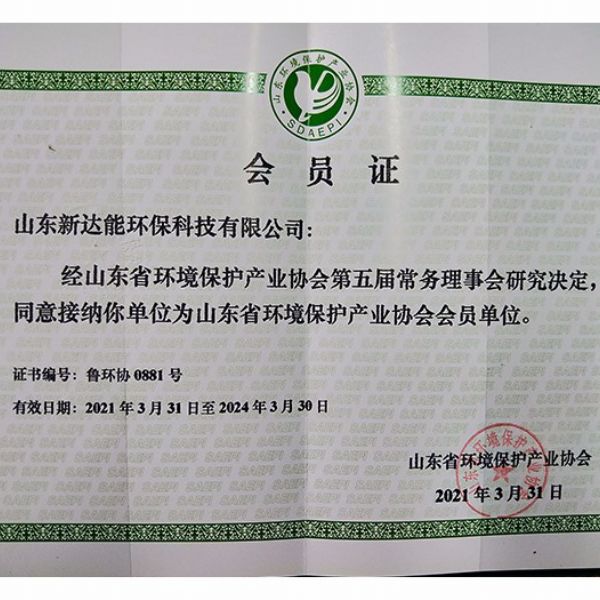 山东环境保护产业协会
SDAEPI
会员证
山东新达能环保科技有限公司：
经山东省环境保护产业协会第五届常务理事会研究决定，
同意接纳你单位为山东省环境保护产业协会会员单位。
证书编号：鲁环协 0881 号
有效日期：2021 年 3 月 31 日至 2024 年 3 月 30 日
山东省环境保护产业协会
2021 年 3 月 31 日